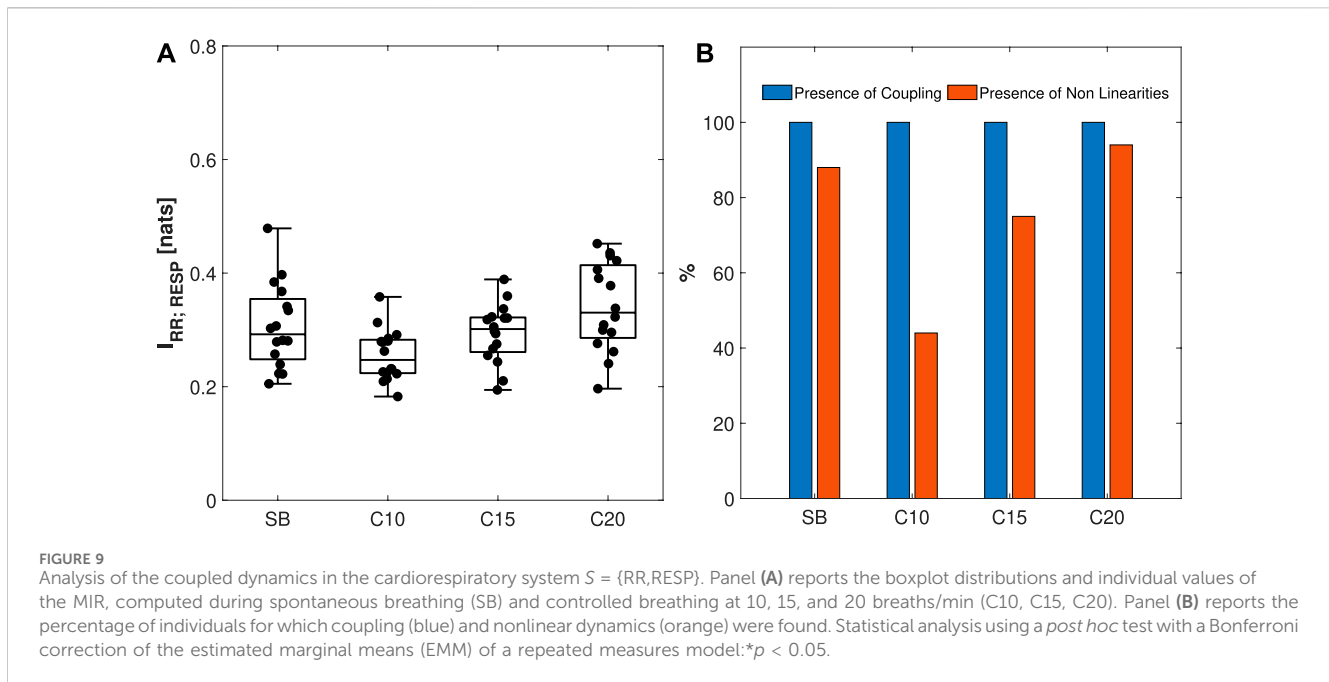 A
0.8
0.6
0.4
0.2
0
I_RR; RESP [nats]
SB C10 C15 C20
B
Presence of Coupling Presence of Non Linearities
100
80
60
40
20
0
%
SB C10 C15 C20
FIGURE 9
Analysis of the coupled dynamics in the cardiorespiratory system S = {RR,RESP}. Panel (A) reports the boxplot distributions and individual values of
the MIR, computed during spontaneous breathing (SB) and controlled breathing at 10, 15, and 20 breaths/min (C10, C15, C20). Panel (B) reports the
percentage of individuals for which coupling (blue) and nonlinear dynamics (orange) were found. Statistical analysis using a post hoc test with a Bonferroni
correction of the estimated marginal means (EMM) of a repeated measures model:*p < 0.05.